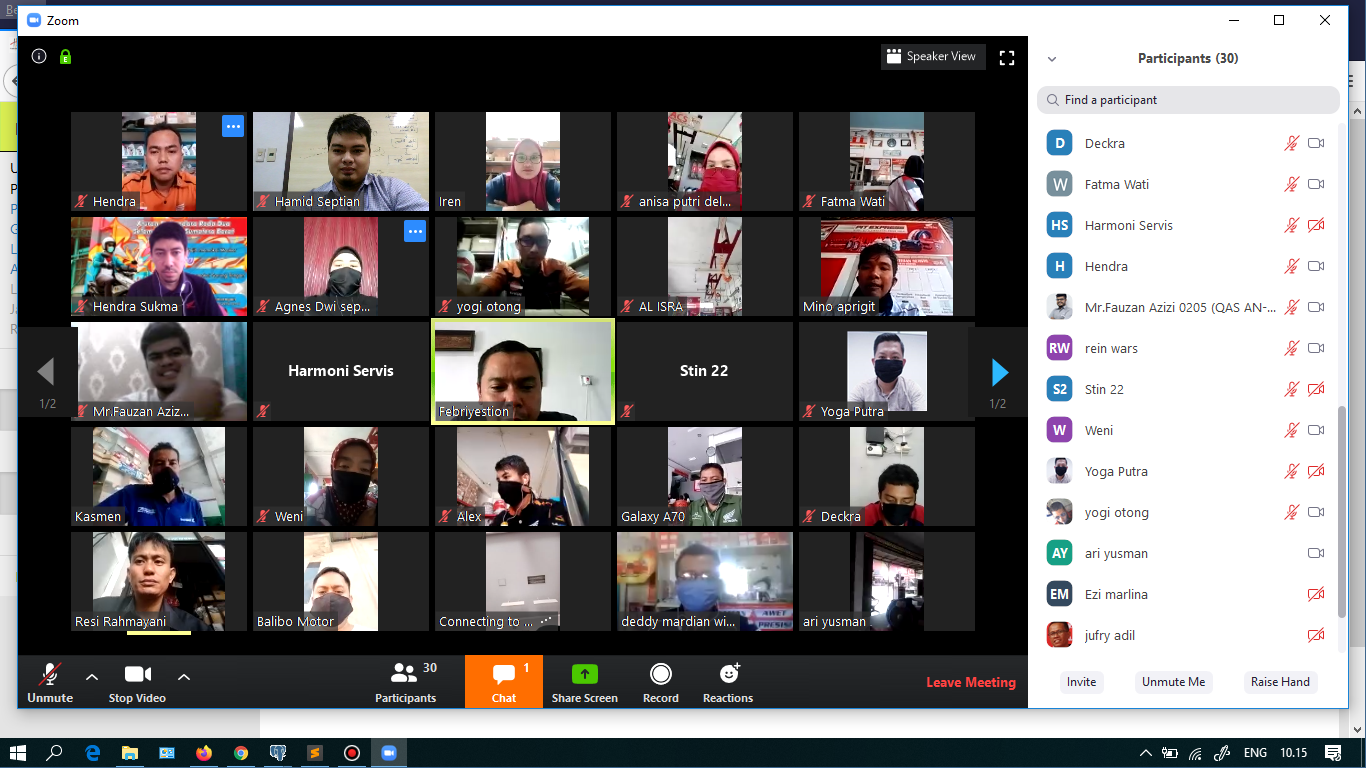 Zoom
E
Speaker View
Participants (30)
Find a participant
Hendra
Hamid Septian
Iren
anisa putri del...
Fatma Wati
Hendra Sukma
Agnes Dwi sep...
yogi otong
AL ISRA
Mino aprigit
1/2
Mr.Fauzan Aziz...
Harmoni Servis
Febriyestion
Stin 22
Yoga Putra
1/2
Kasmen
Weni
Alex
Galaxy A70
Deckra
Resi Rahmayani
Balibo Motor
Connecting to ...
deddy mardian wi...
ari yusman
D Deckra
W Fatma Wati
HS Harmoni Servis
H Hendra
Mr.Fauzan Azizi 0205 (QAS AN-...
RW rein wars
S2 Stin 22
W Weni
Yoga Putra
yogi otong
AY ari yusman
EM Ezi marlina
jufry adil
Unmute
Stop Video
30
Participants
1
Chat
Share Screen
Record
Reactions
Leave Meeting
Invite
Unmute Me
Raise Hand
ENG
10.15